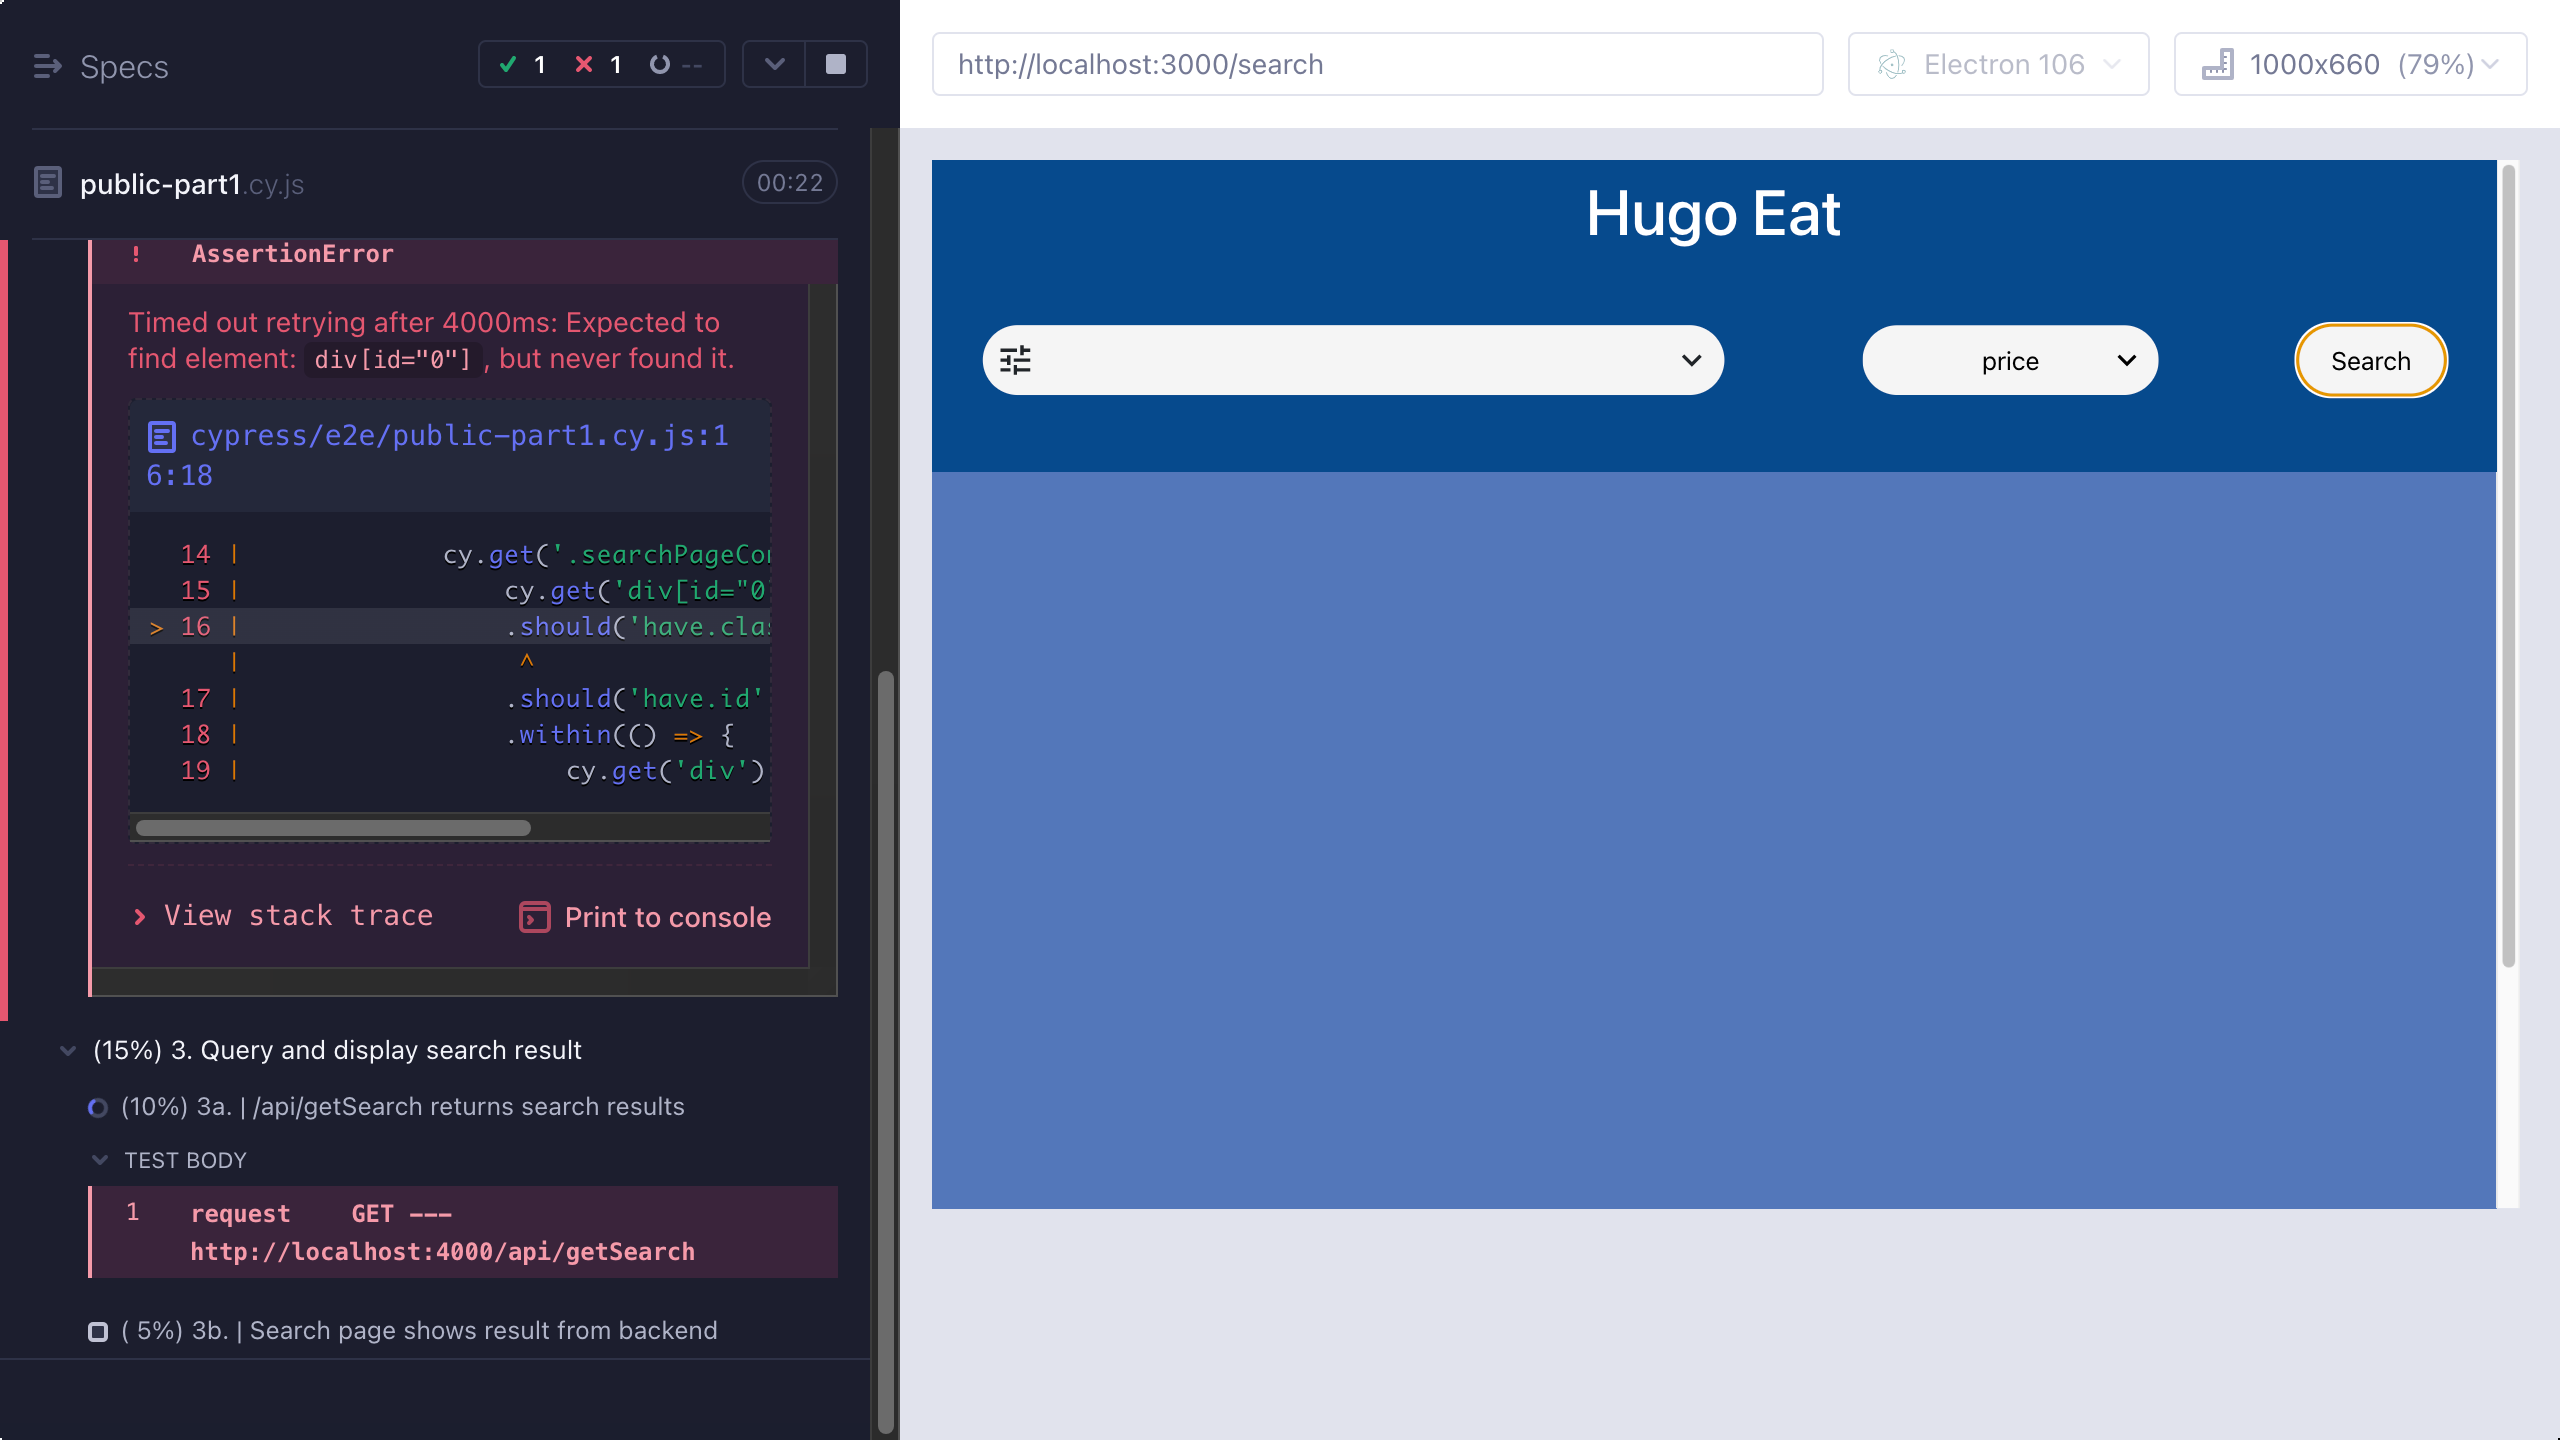 Specs
1 1 --
http://localhost:3000/search
Electron 106
1000x660 (79%)
public-part1.cy.js
00:22
! AssertionError
Timed out retrying after 4000ms: Expected to
find element: div[id="0"], but never found it.
cypress/e2e/public-part1.cy.js:1
6:18
14 | cy.get('.searchPageCon
15 | cy.get('div[id="0
> 16 | .should('have.clas
| ^
17 | .should('have.id'
18 | .within(() => {
19 | cy.get('div')
View stack trace
Print to console
(15%) 3. Query and display search result
(10%) 3a. | /api/getSearch returns search results
TEST BODY
1 request GET ---
http://localhost:4000/api/getSearch
( 5%) 3b. | Search page shows result from backend
Hugo Eat
price
Search